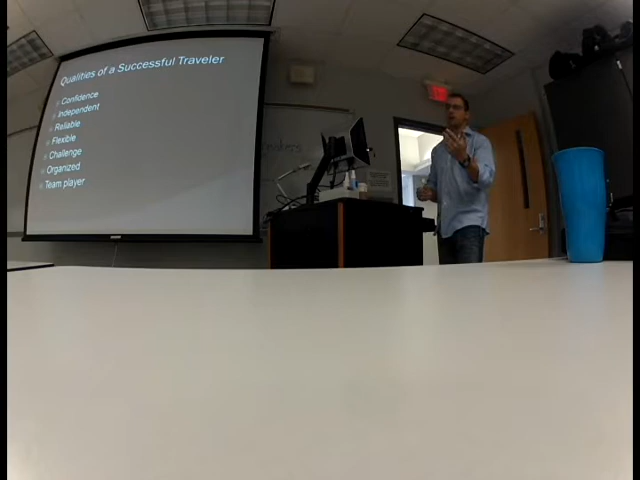 Qualities of a Successful Traveler
Confidence
Independent
Reliable
Flexible
Challenge
Organized
Team player